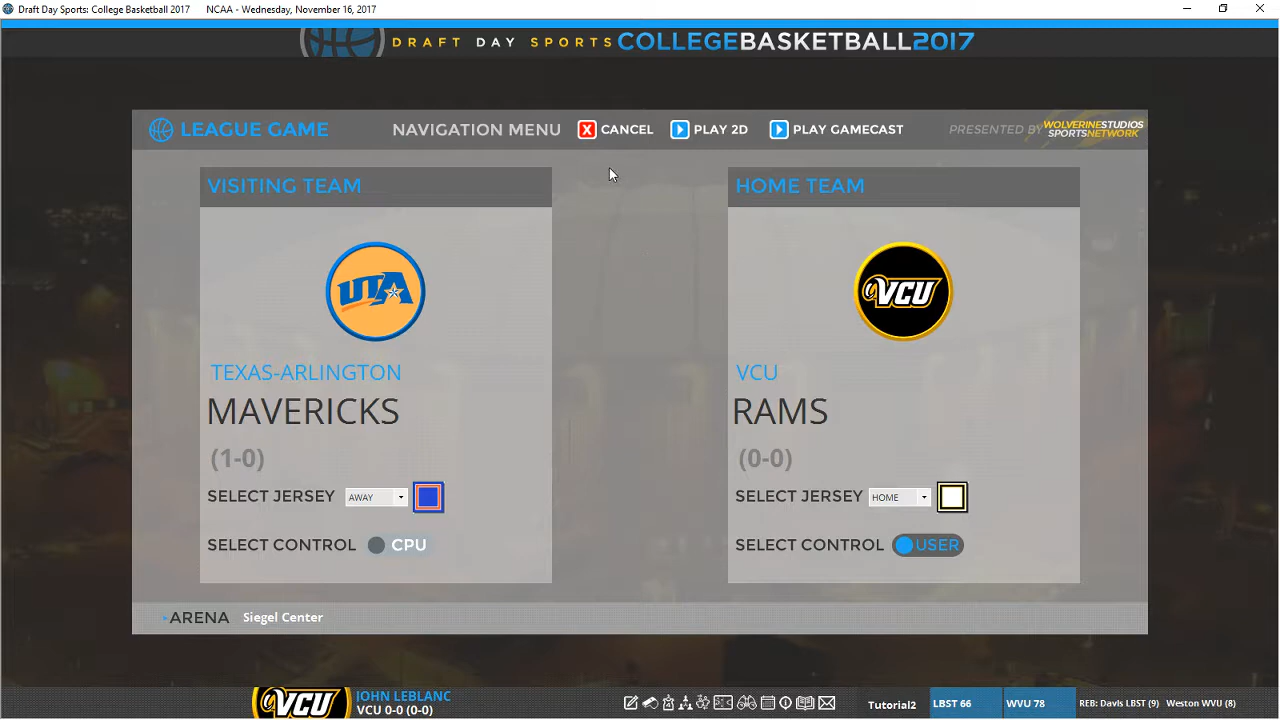 Draft Day Sports: College Basketball 2017 NCAA - Wednesday, November 16, 2017
DRAFT DAY SPORTS COLLEGEBASKETBALL2017
LEAGUE GAME NAVIGATION MENU X CANCEL PLAY 2D PLAY GAMECAST PRESENTED BY WOLVERINESTUDIOS SPORTSNETWORK
VISITING TEAM
UTA
TEXAS-ARLINGTON
MAVERICKS
(1-0)
SELECT JERSEY AWAY
SELECT CONTROL CPU
HOME TEAM
VCU
VCU
RAMS
(0-0)
SELECT JERSEY HOME
SELECT CONTROL USER
ARENA Siegel Center
VCU
JOHN LEBLANC
VCU 0-0 (0-0)
Tutorial2 LBST 66 WVU 78 REB: Davis LBST (9) Weston WVU (8)